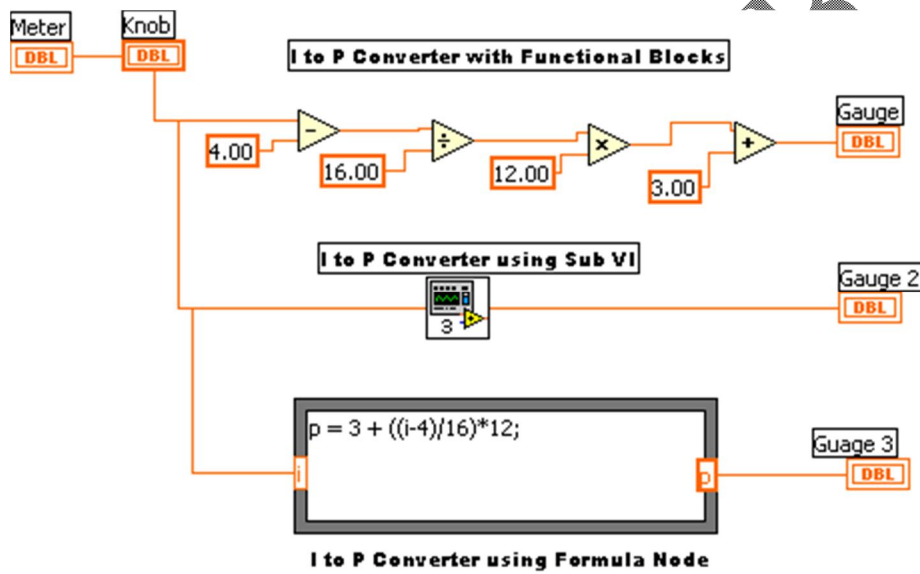 Meter
DBL
Knob
DBL
I to P Converter with Functional Blocks
4.00
-
16.00
÷
12.00
×
3.00
+
Gauge
DBL
I to P Converter using Sub VI
3
Gauge 2
DBL
p = 3 + ((i-4)/16)*12;
i
p
Guage 3
DBL
I to P Converter using Formula Node